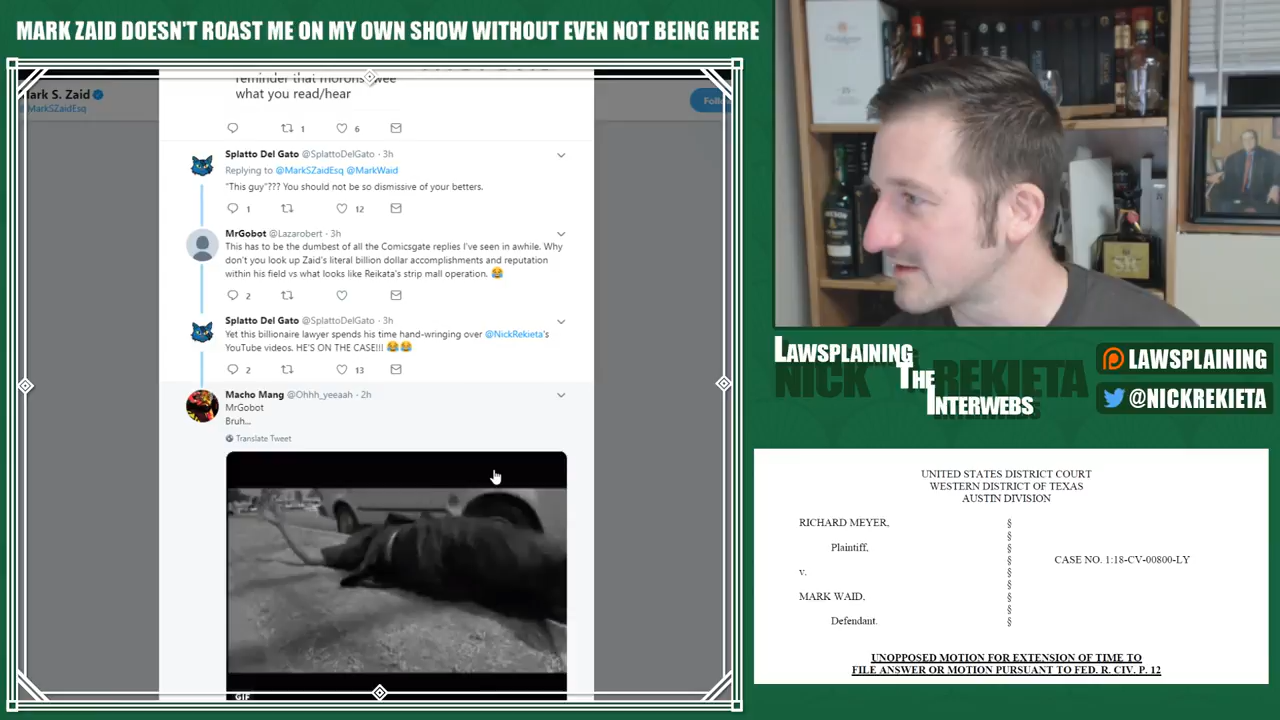 MARK ZAID DOESN'T ROAST ME ON MY OWN SHOW WITHOUT EVEN NOT BEING HERE
ark S. Zaid
MarkSZaidEsq
Follo
reminder that morons
what you read/hear
1 6
Splatto Del Gato @SplattoDelGato · 3h
Replying to @MarkSZaidEsq @MarkWaid
"This guy"??? You should not be so dismissive of your betters.
1 12
MrGobot @Lazarobert · 3h
This has to be the dumbest of all the Comicsgate replies I've seen in awhile. Why
don't you look up Zaid's literal billion dollar accomplishments and reputation
within his field vs what looks like Reikata's strip mall operation. 😂
2
Splatto Del Gato @SplattoDelGato · 3h
Yet this billionaire lawyer spends his time hand-wringing over @NickRekieta's
YouTube videos. HE'S ON THE CASE!!! 😂😂
2 13
Macho Mang @Ohhh_yeeaah · 2h
MrGobot
Bruh...
Translate Tweet
GIF
LAWSPLAINING
THE
INTERWEBS
NICK REKIETA
LAWSPLAINING
@NICKREKIETA
UNITED STATES DISTRICT COURT
WESTERN DISTRICT OF TEXAS
AUSTIN DIVISION
RICHARD MEYER, §
§
Plaintiff, §
§ CASE NO. 1:18-CV-00800-LY
v. §
§
MARK WAID, §
§
Defendant. §
UNOPPOSED MOTION FOR EXTENSION OF TIME TO
FILE ANSWER OR MOTION PURSUANT TO FED. R. CIV. P. 12